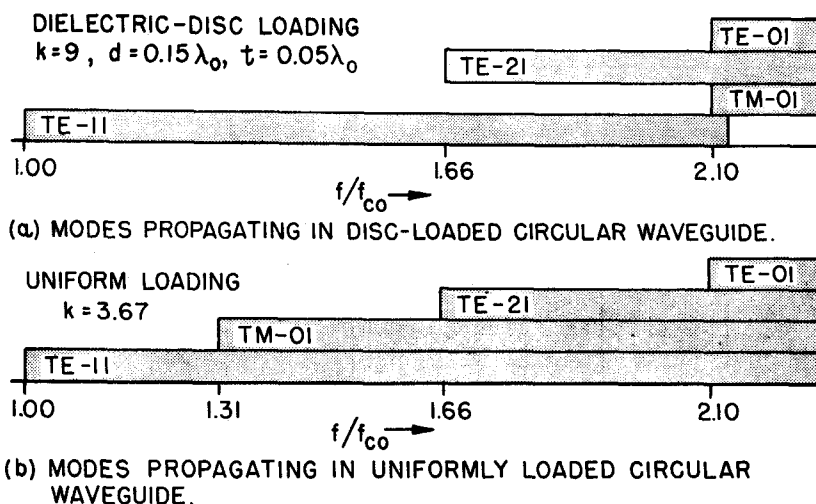 DIELECTRIC-DISC LOADING
k=9, d=0.15λ₀, t=0.05λ₀
TE-01
TE-21
TM-01
TE-11
1.00
1.66
2.10
f/fco
(a) MODES PROPAGATING IN DISC-LOADED CIRCULAR WAVEGUIDE.
UNIFORM LOADING
k=3.67
TE-01
TE-21
TM-01
TE-11
1.00
1.31
1.66
2.10
f/fco
(b) MODES PROPAGATING IN UNIFORMLY LOADED CIRCULAR
WAVEGUIDE.